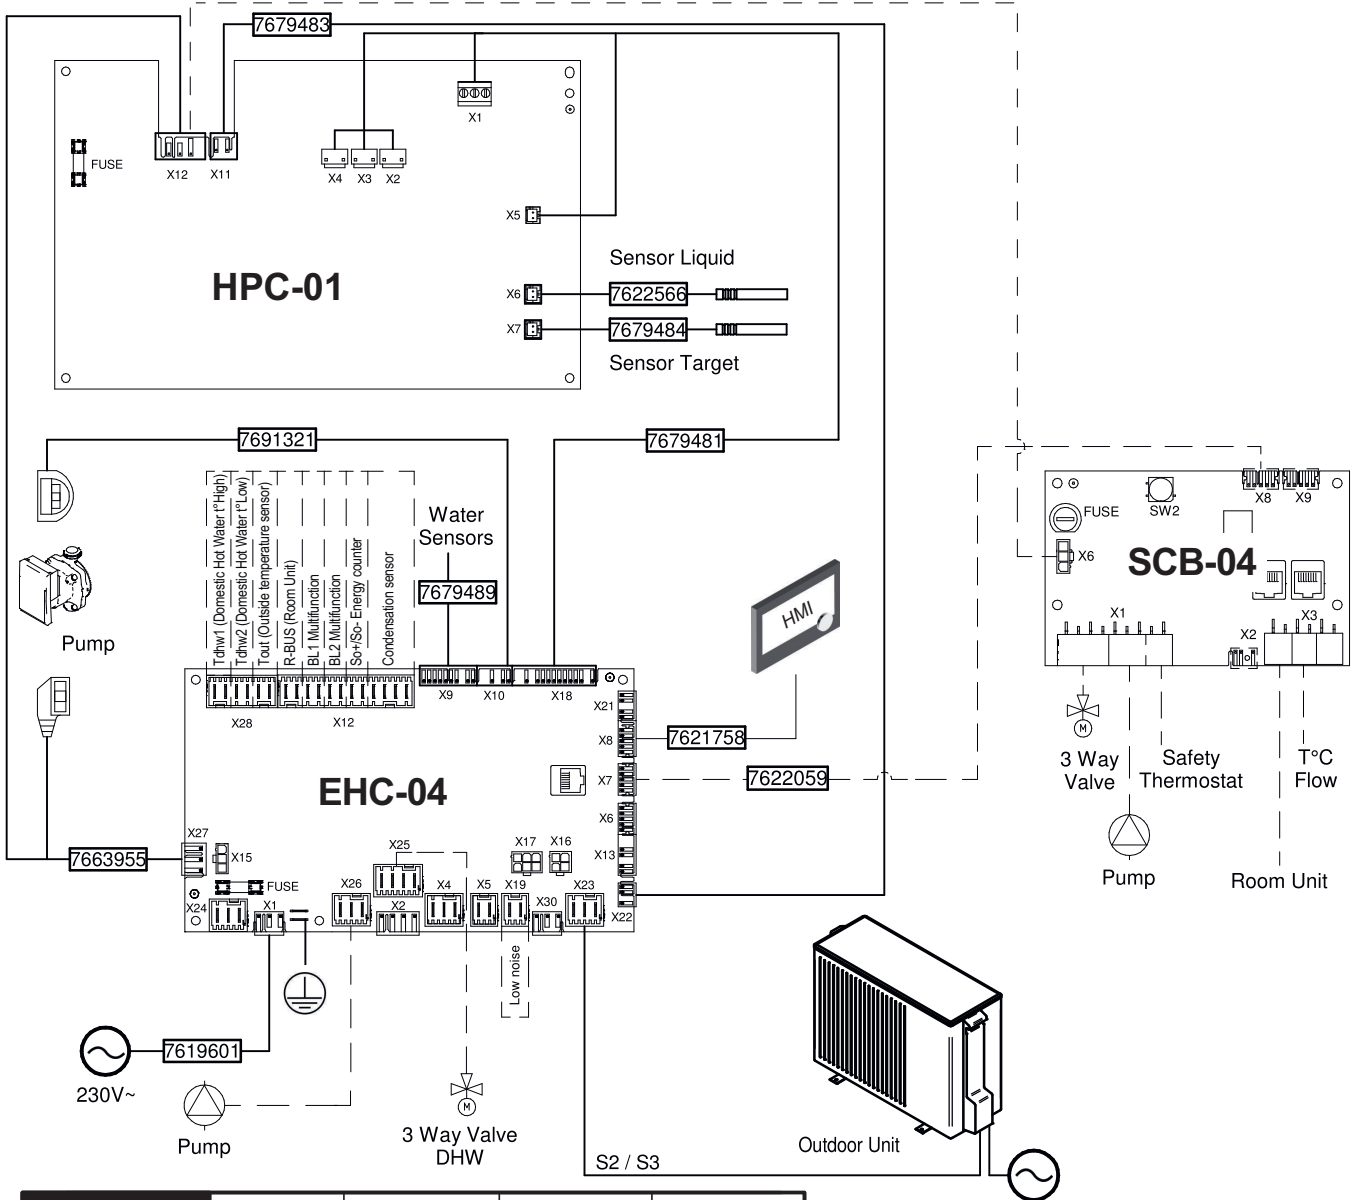 7679483
X1
FUSE
X12
X11
X4
X3
X2
X5
HPC-01
Sensor Liquid
X6
7622566
X7
7679484
Sensor Target
7691321
7679481
Tdhw1 (Domestic Hot Water t°High)
Tdhw2 (Domestic Hot Water t°Low)
Tout (Outside temperature sensor)
R-BUS (Room Unit)
BL1 Multifunction
BL2 Multifunction
So+/So- Energy counter
Condensation sensor
Water
Sensors
7679489
Pump
HMI
X8
X9
SW2
FUSE
X6
SCB-04
X1
X2
X3
3 Way
Valve
M
Safety
Thermostat
T°C
Flow
Pump
Room Unit
X28
X12
X9
X10
X18
X21
X8
7621758
X7
7622059
EHC-04
X6
X27
X15
7663955
X25
X17
X16
X13
FUSE
X24
X1
X26
X2
X4
X5
X19
X30
X23
X22
Low noise
7619601
230V~
Pump
M
3 Way Valve
DHW
Outdoor Unit
S2 / S3